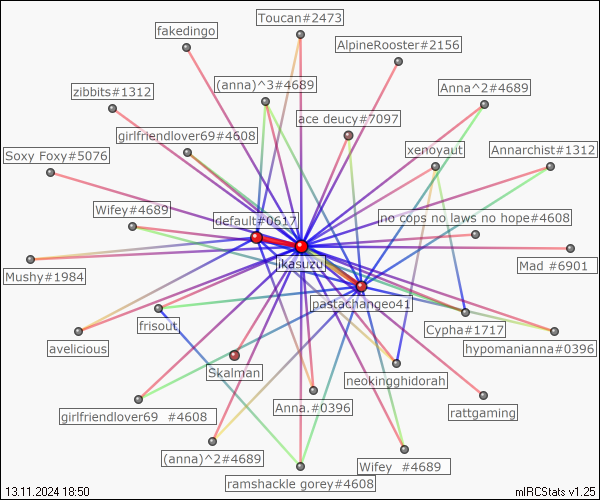 Toucan#2473
fakedingo
AlpineRooster#2156
zibbits#1312
(anna)^3#4689
Anna^2#4689
ace deucy#7097
girlfriendlover69#4608
xenoyaut
Soxy Foxy#5076
Annarchist#1312
Wifey#4689
default#0617
no cops no laws no hope#4608
ikasuzu
Mushy#1984
Mad #6901
pastachangeo41
frisout
Cypha#1717
avelicious
hypomanianna#0396
Skalman
neokingghidorah
girlfriendlover69 #4608
Anna.#0396
rattgaming
(anna)^2#4689
Wifey #4689
ramshackle gorey#4608
13.11.2024 18:50
mIRCStats v1.25